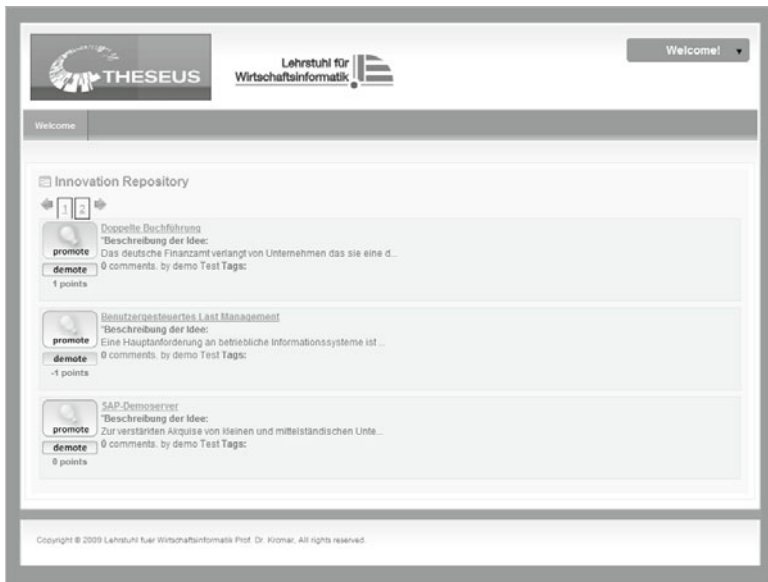 THESEUS
Lehrstuhl für
Wirtschaftsinformatik
Welcome!
Welcome
Innovation Repository
1 2
Doppelte Buchführung
"Beschreibung der Idee:
promote
Das deutsche Finanzamt verlangt von Unternehmen das sie eine d...
demote
0 comments. by demo Test Tags:
1 points
Benutzergesteuertes Last Management
"Beschreibung der Idee:
promote
Eine Hauptanforderung an betriebliche Informationssysteme ist ...
demote
0 comments. by demo Test Tags:
-1 points
SAP-Demoserver
"Beschreibung der Idee:
promote
Zur verstärkten Akquise von kleinen und mittelständischen Unte...
demote
0 comments. by demo Test Tags:
0 points
Copyright © 2009 Lehrstuhl fuer Wirtschaftsinformatik Prof. Dr. Krcmar, All rights reserved.